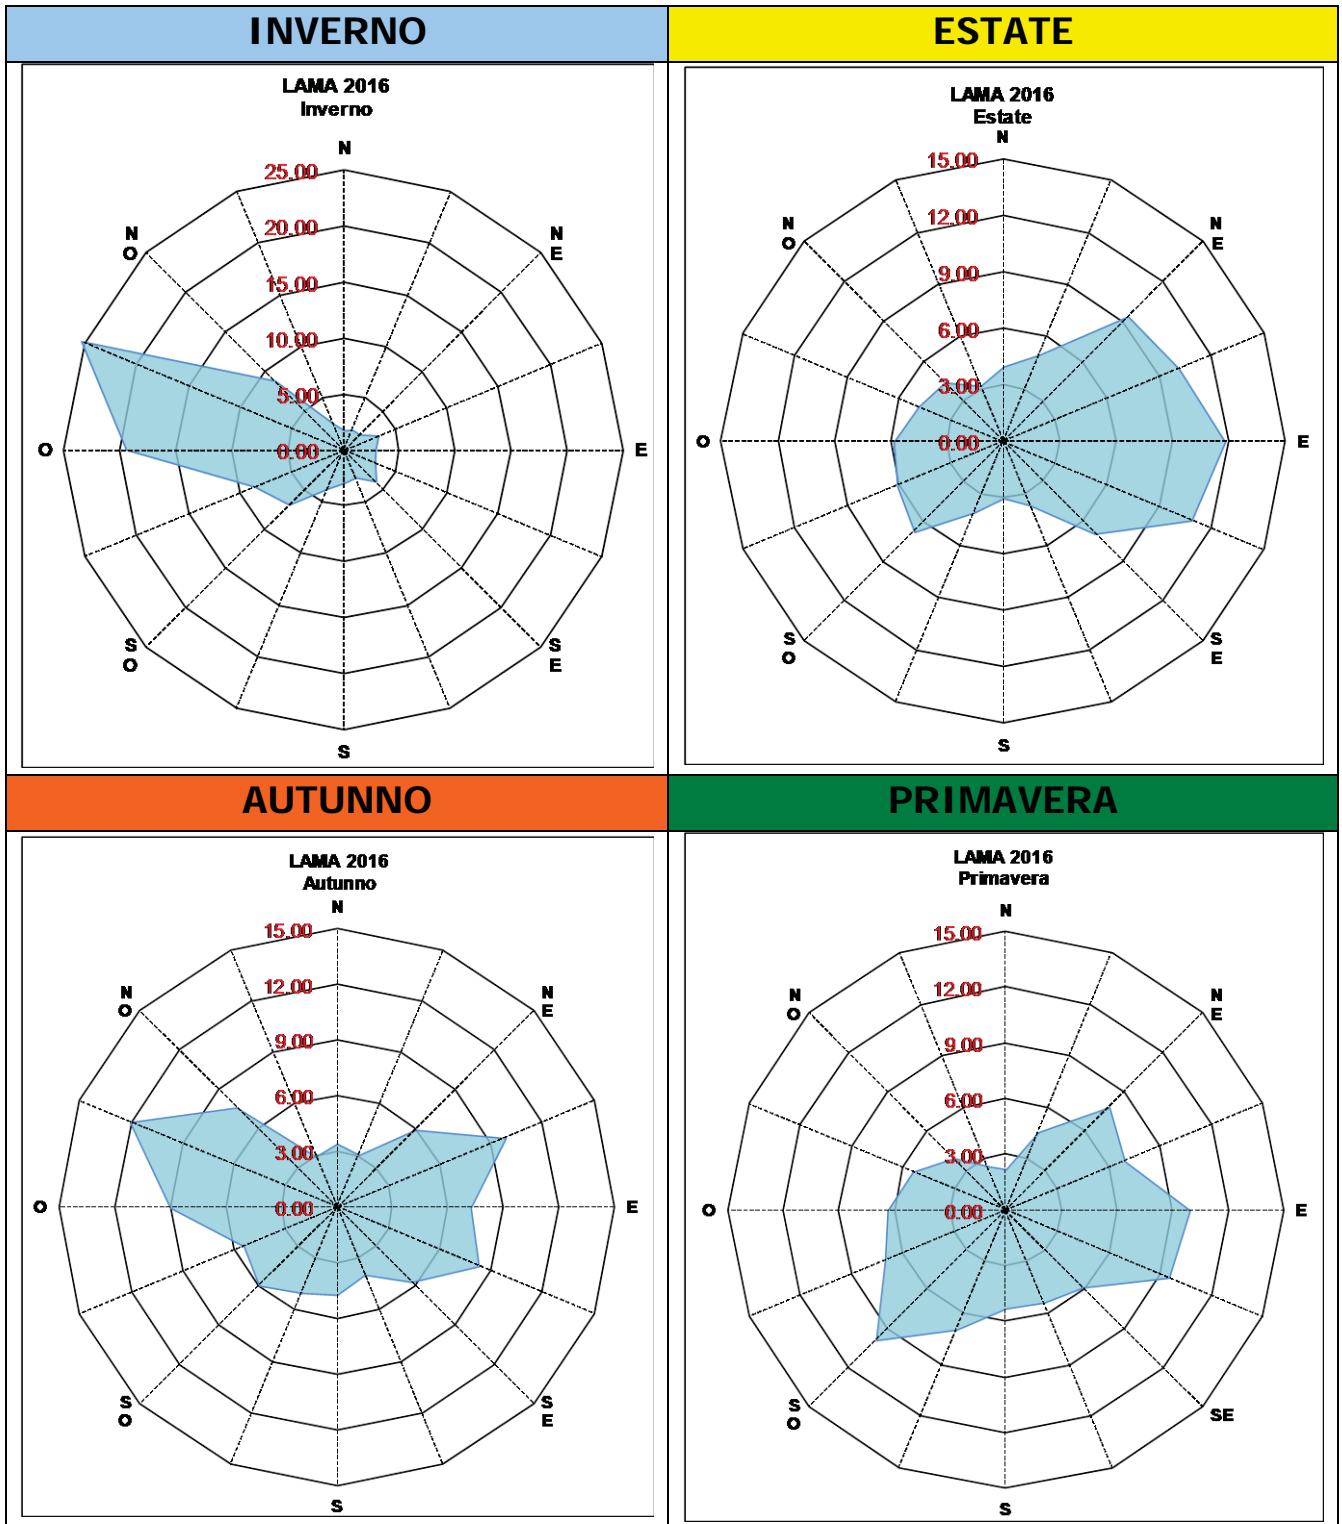 INVERNO
ESTATE
LAMA 2016
Inverno
N
25.00
20.00
15.00
10.00
5.00
0.00
N
O
N
E
O
E
S
O
S
E
S
LAMA 2016
Estate
N
15.00
12.00
9.00
6.00
3.00
0.00
N
O
N
E
O
E
S
O
S
E
S
AUTUNNO
PRIMAVERA
LAMA 2016
Autunno
N
15.00
12.00
9.00
6.00
3.00
0.00
N
O
N
E
O
E
S
O
S
E
S
LAMA 2016
Primavera
N
15.00
12.00
9.00
6.00
3.00
0.00
N
O
N
E
O
E
S
O
SE
S